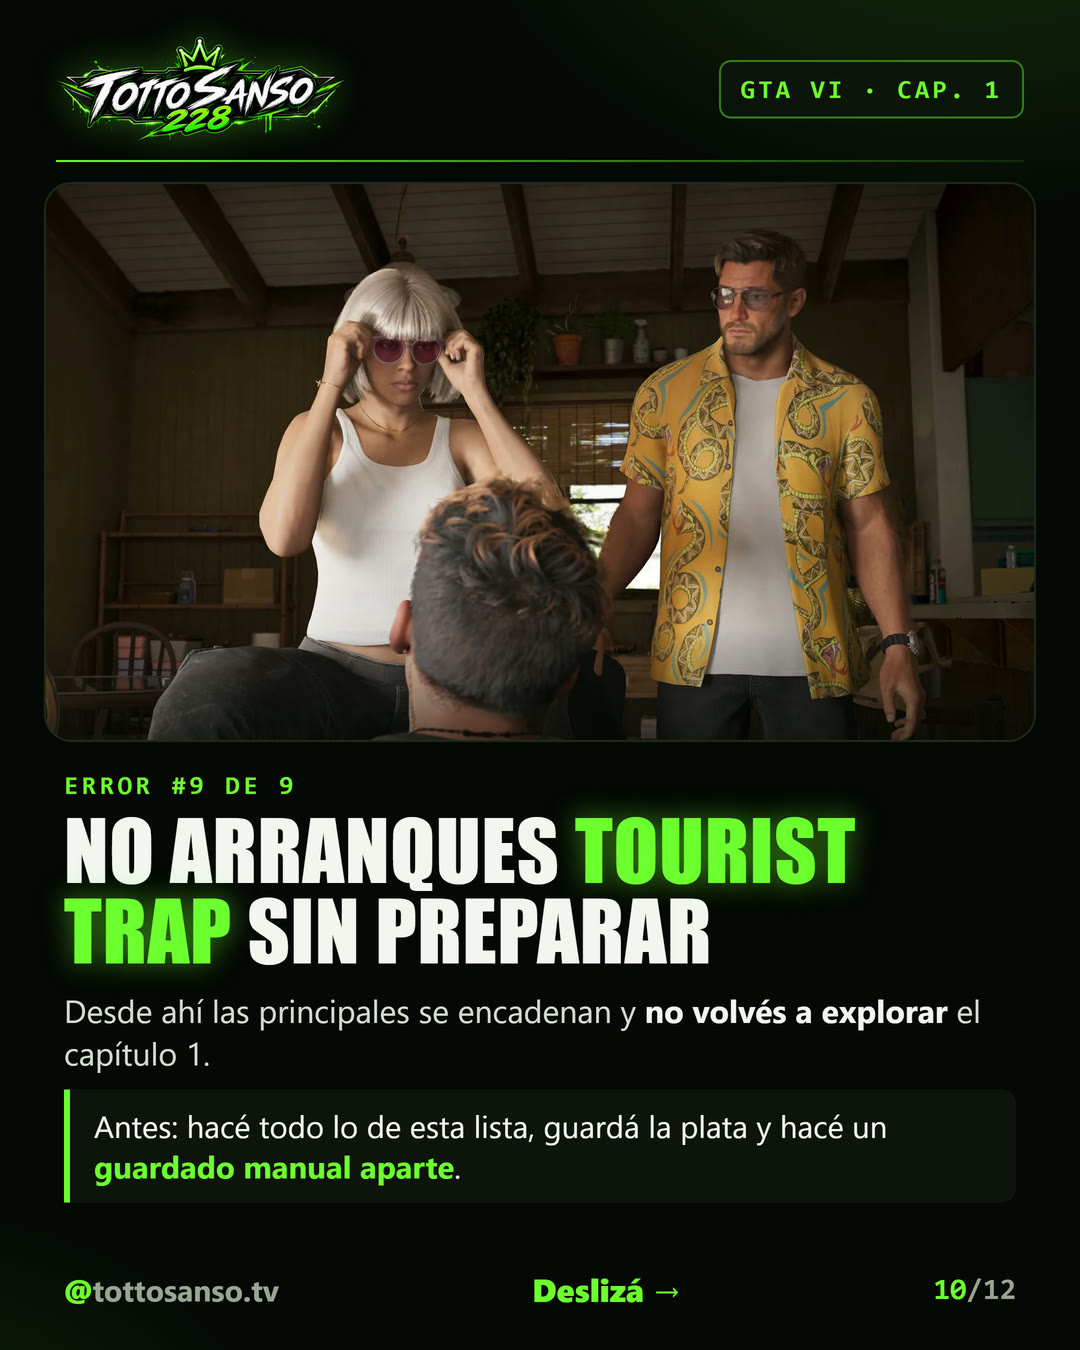 TOTTOSANSO
228
GTA VI · CAP. 1
ERROR #9 DE 9
NO ARRANQUES TOURIST
TRAP SIN PREPARAR
Desde ahí las principales se encadenan y no volvés a explorar el
capítulo 1.
Antes: hacé todo lo de esta lista, guardá la plata y hacé un
guardado manual aparte.
@tottosanso.tv
Deslizá →
10/12